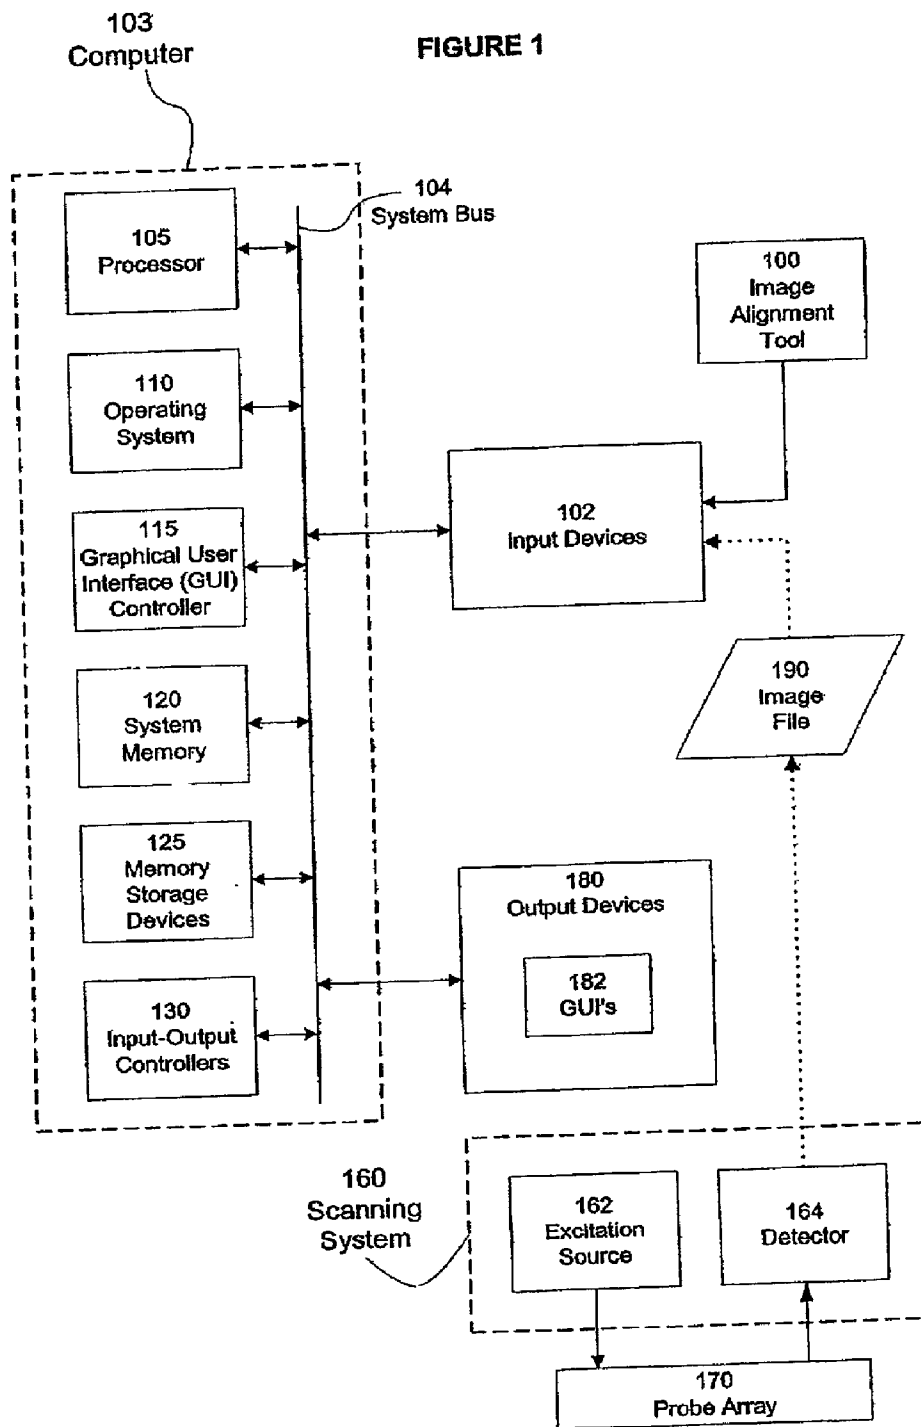 103
Computer
FIGURE 1
104
System Bus
105
Processor
100
Image
Alignment
Tool
110
Operating
System
102
Input Devices
115
Graphical User
Interface (GUI)
Controller
190
Image
File
120
System
Memory
125
Memory
Storage
Devices
180
Output Devices
182
GUI's
130
Input-Output
Controllers
160
Scanning
System
162
Excitation
Source
164
Detector
170
Probe Array